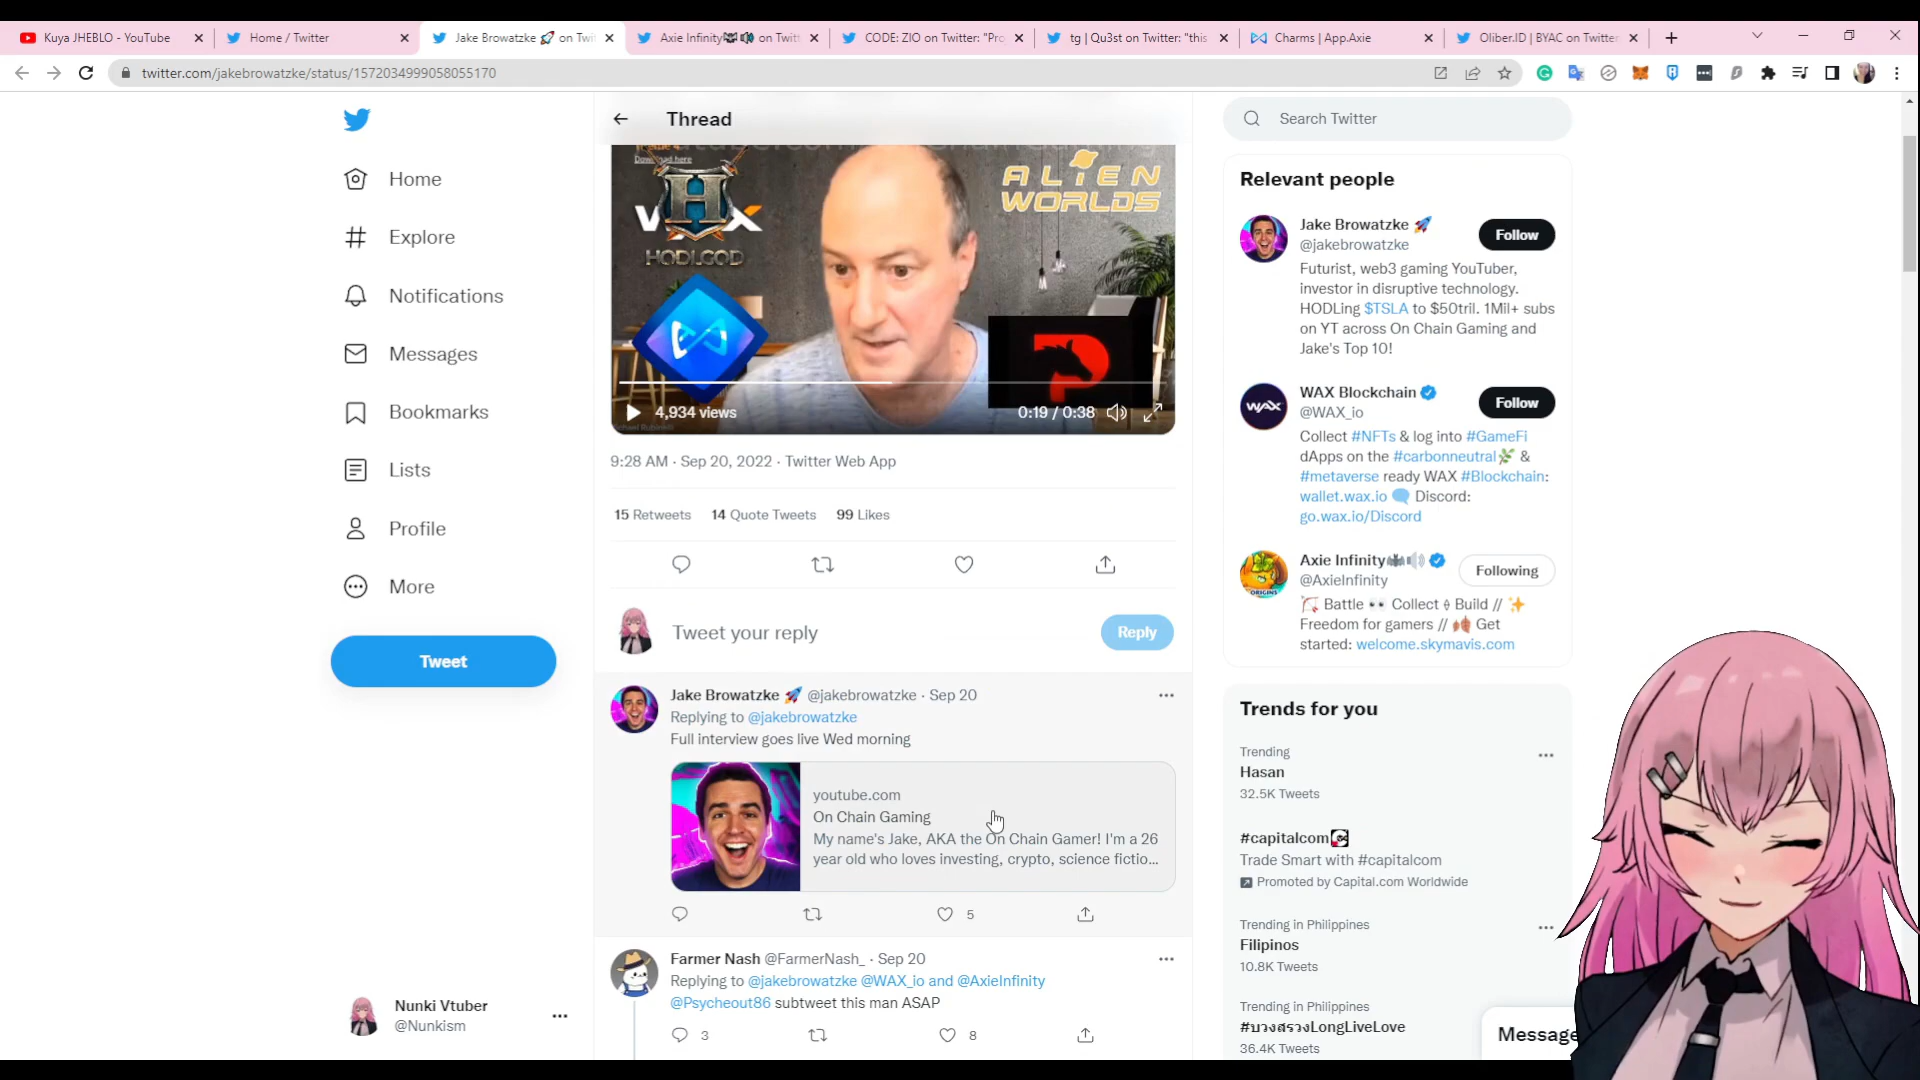 Kuya JHEBLO - YouTube
Home / Twitter
Jake Browatzke 🚀 on Twi
Axie Infinity🦇🔊 on Twitt
CODE: ZIO on Twitter: "Pro
tg | Qu3st on Twitter: "this
Charms | App.Axie
Oliber.ID | BYAC on Twitter
twitter.com/jakebrowatzke/status/1572034999058055170
Thread
Search Twitter
Home
Explore
Notifications
Messages
Bookmarks
Lists
Profile
More
Tweet
Nunki Vtuber
@Nunkism
Download here
WAX
HODLGOD
ALIEN
WORLDS
4,934 views
0:19 / 0:38
9:28 AM · Sep 20, 2022 · Twitter Web App
15 Retweets 14 Quote Tweets 99 Likes
Tweet your reply
Reply
Jake Browatzke 🚀 @jakebrowatzke · Sep 20
Replying to @jakebrowatzke
Full interview goes live Wed morning
youtube.com
On Chain Gaming
My name's Jake, AKA the On Chain Gamer! I'm a 26
year old who loves investing, crypto, science fictio...
5
Farmer Nash @FarmerNash_ · Sep 20
Replying to @jakebrowatzke @WAX_io and @AxieInfinity
@Psycheout86 subtweet this man ASAP
3
8
Relevant people
Jake Browatzke 🚀
@jakebrowatzke
Follow
Futurist, web3 gaming YouTuber,
investor in disruptive technology.
HODLing $TSLA to $50tril. 1Mil+ subs
on YT across On Chain Gaming and
Jake's Top 10!
WAX
WAX Blockchain
@WAX_io
Follow
Collect #NFTs & log into #GameFi
dApps on the #carbonneutral🌿 &
#metaverse ready WAX #Blockchain:
wallet.wax.io 🗨️ Discord:
go.wax.io/Discord
ORIGINS
Axie Infinity🦇🔊
@AxieInfinity
Following
Battle 👀 Collect Build // ✨
Freedom for gamers // 🍂 Get
started: welcome.skymavis.com
Trends for you
Trending
Hasan
32.5K Tweets
#capitalcom
Trade Smart with #capitalcom
Promoted by Capital.com Worldwide
Trending in Philippines
Filipinos
10.8K Tweets
Trending in Philippines
#บวงสรวงLongLiveLove
36.4K Tweets
Message